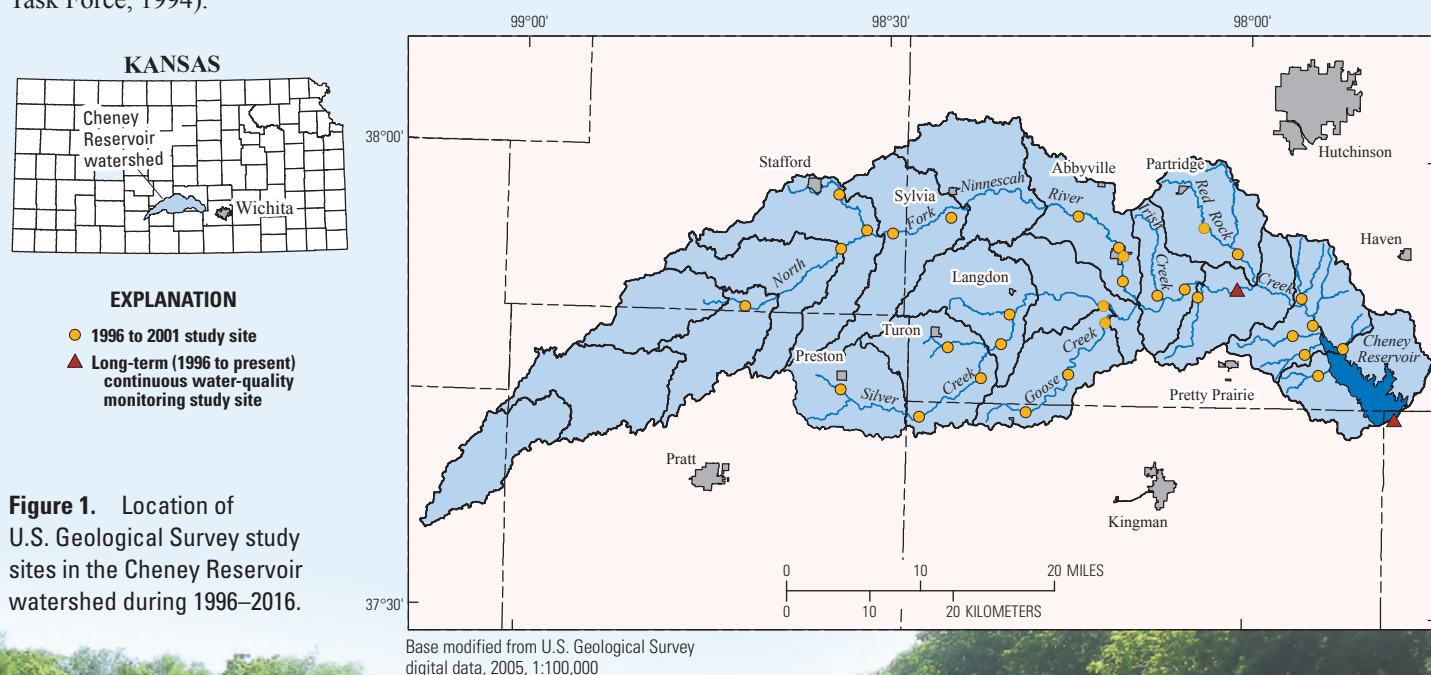 Task Force, 1994).
KANSAS
Cheney
Reservoir
watershed
Wichita
EXPLANATION
1996 to 2001 study site
Long-term (1996 to present)
continuous water-quality
monitoring study site
Figure 1. Location of
U.S. Geological Survey study
sites in the Cheney Reservoir
watershed during 1996–2016.
99°00'
98°30'
98°00'
38°00'
37°30'
Hutchinson
Stafford
Sylvia
Abbyville
Partridge
Haven
North
Fork
Ninnescah
River
Irish
Creek
Red Rock
Creek
Langdon
Turon
Preston
Silver
Creek
Goose
Creek
Cheney
Reservoir
Pretty Prairie
Pratt
Kingman
0 10 20 MILES
0 10 20 KILOMETERS
Base modified from U.S. Geological Survey
digital data, 2005, 1:100,000